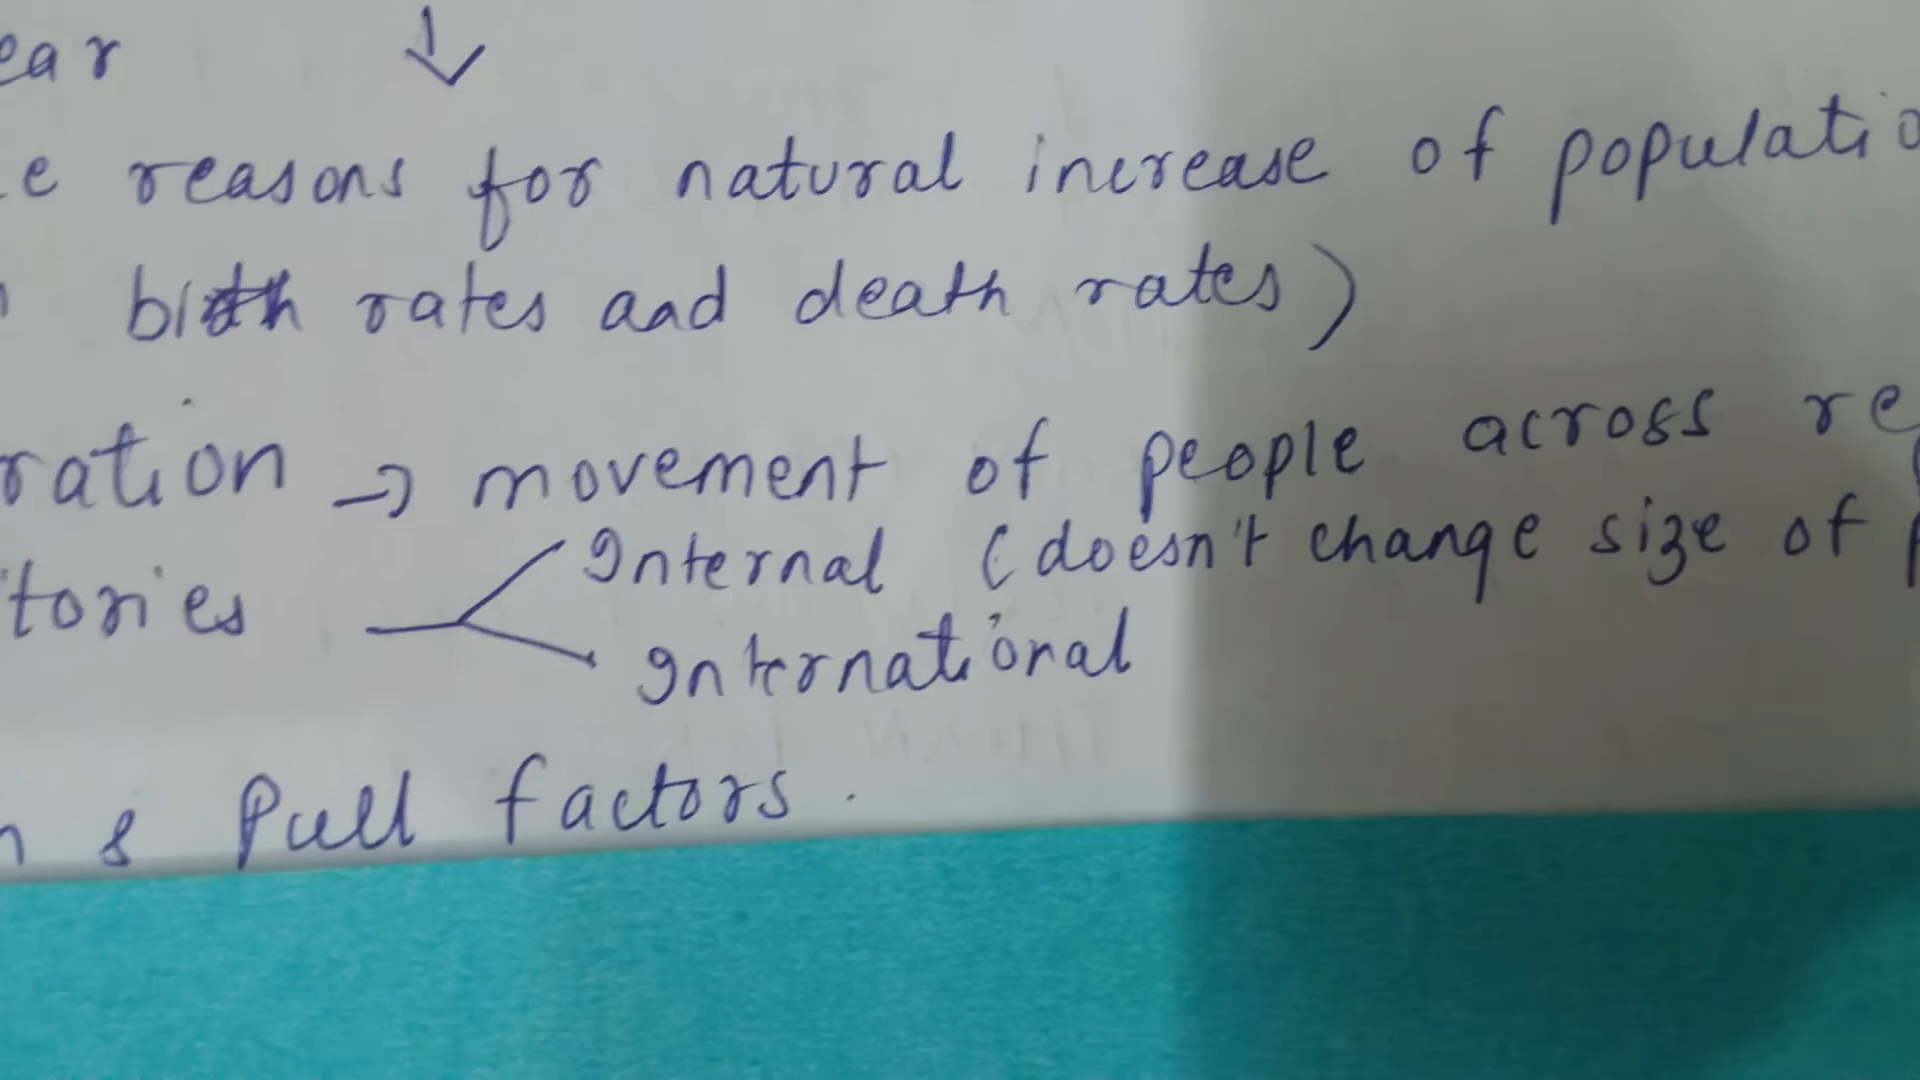 ear ↓
e reasons for natural increase of populatio
birth rates and death rates)
ration → movement of people across re
Internal (doesn't change size of p
tories
International
n & Pull factors.